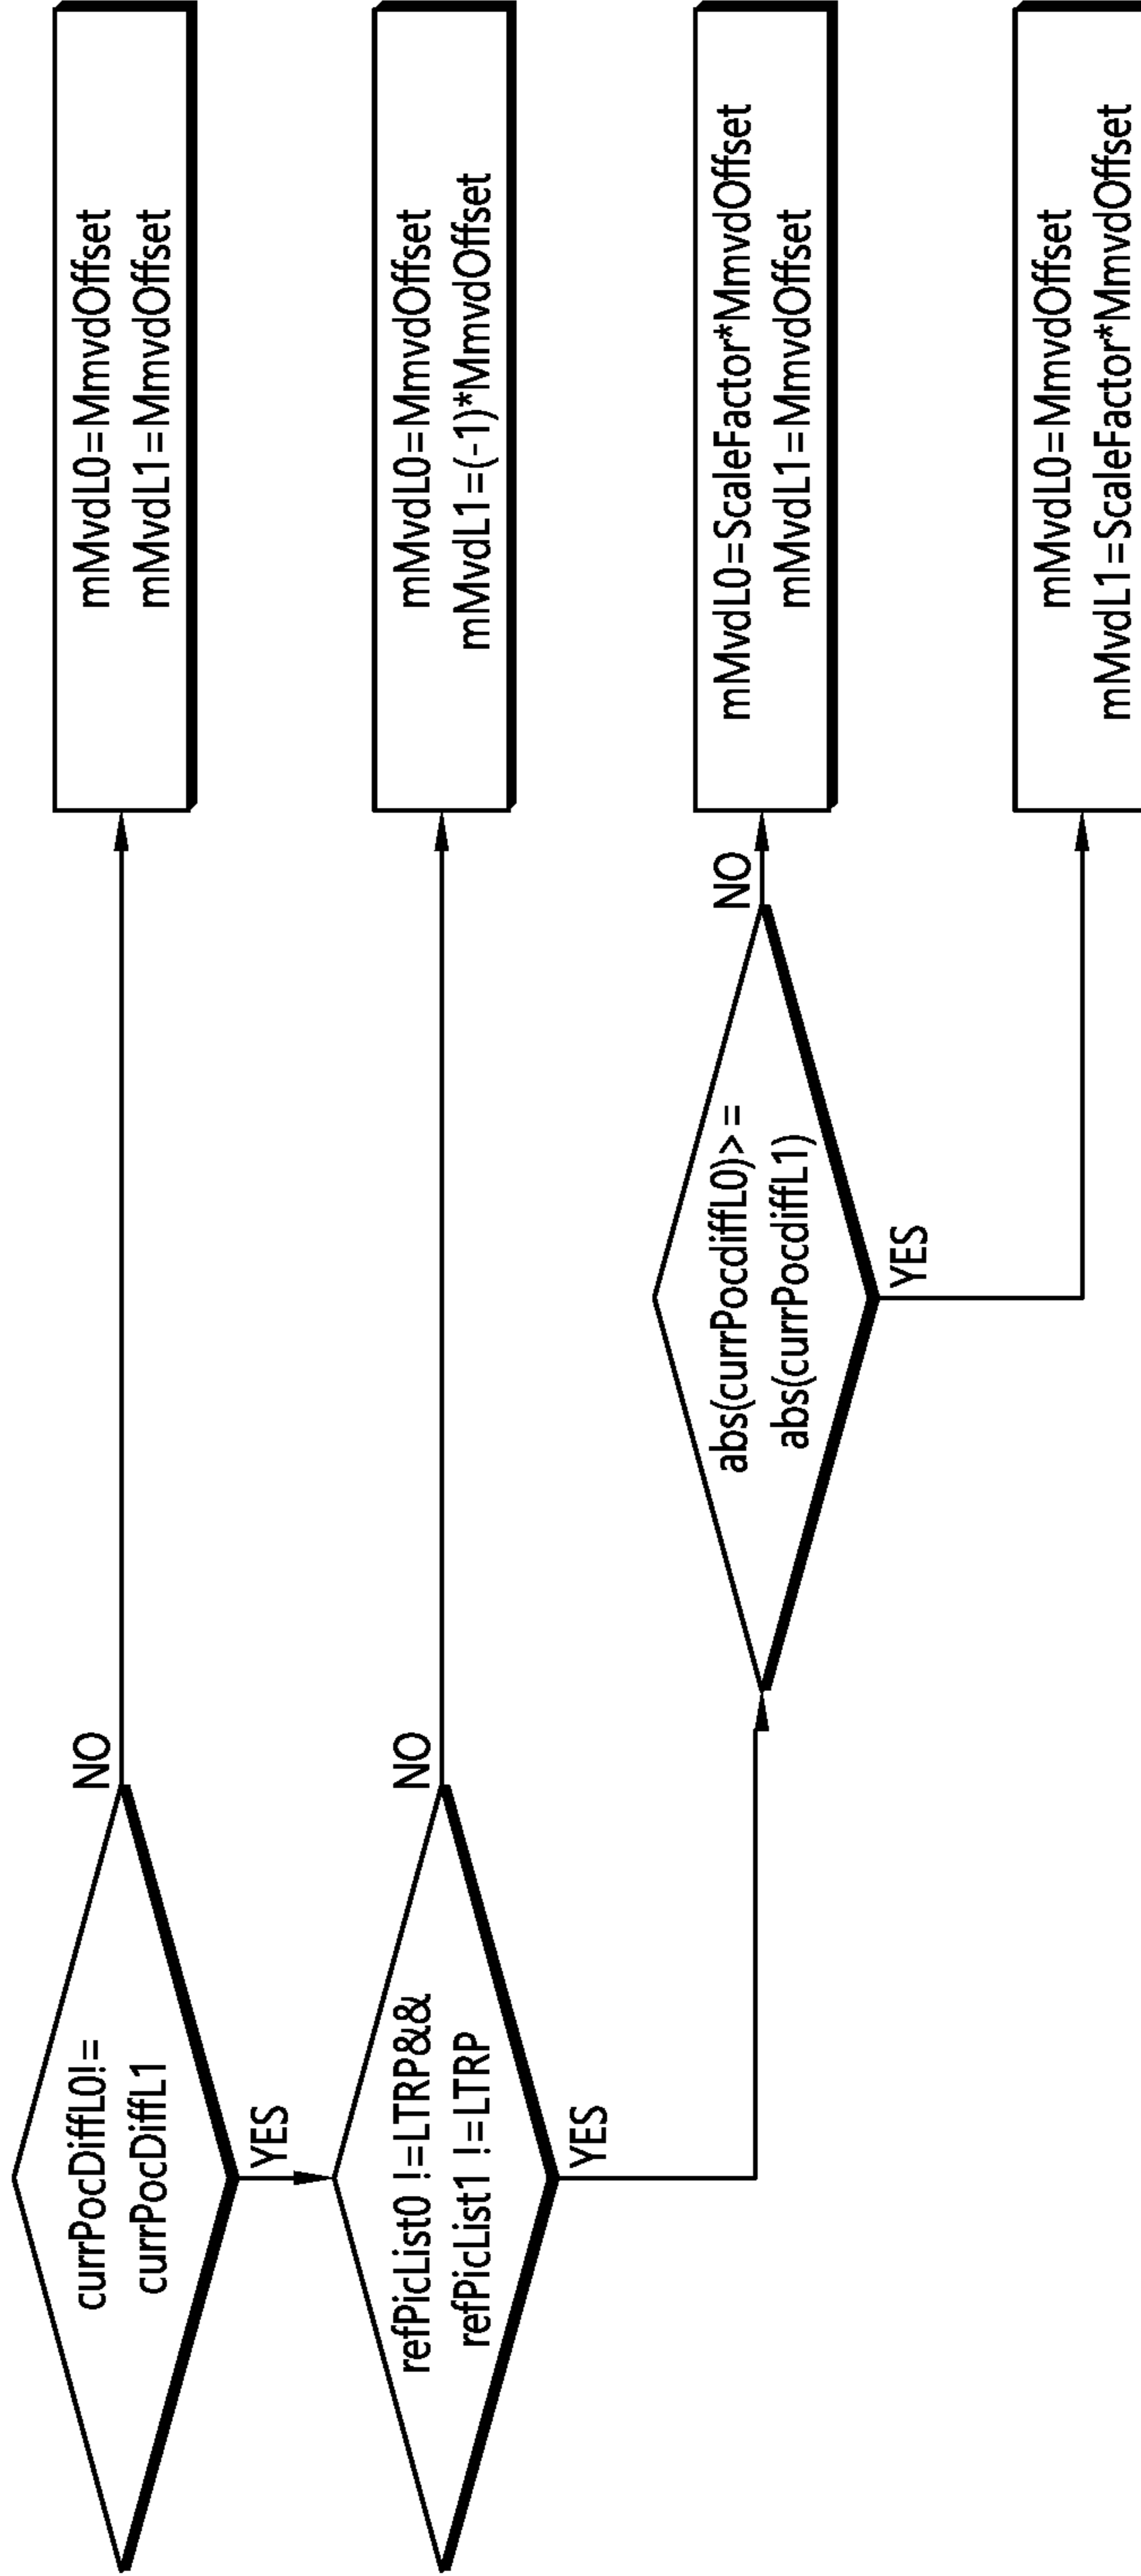 currPocDiffL0!=
currPocDiffL1
NO
mMvdL0=MmvdOffset
mMvdL1=MmvdOffset
YES
refPicList0 !=LTRP&&
refPicList1 !=LTRP
NO
mMvdL0=MmvdOffset
mMvdL1=(-1)*MmvdOffset
YES
abs(currPocdiffL0)>=
abs(currPocdiffL1)
NO
mMvdL0=ScaleFactor*MmvdOffset
mMvdL1=MmvdOffset
YES
mMvdL0=MmvdOffset
mMvdL1=ScaleFactor*MmvdOffset